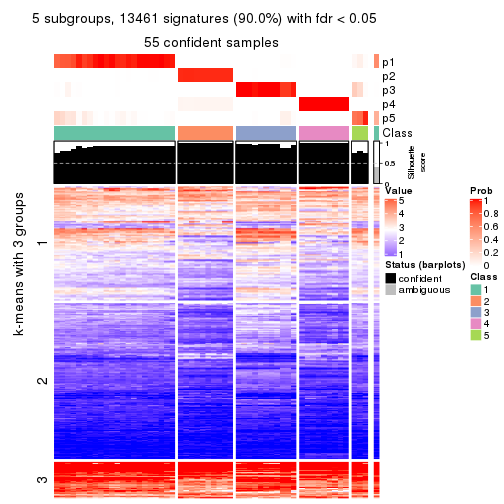 5 subgroups, 13461 signatures (90.0%) with fdr < 0.05
55 confident samples
p1
p2
p3
p4
p5
Class
1
0.5
0
Silhouette
score
k-means with 3 groups
1
2
3
Value
5
4
3
2
1
Status (barplots)
confident
ambiguous
Prob
1
0.8
0.6
0.4
0.2
0
Class
1
2
3
4
5